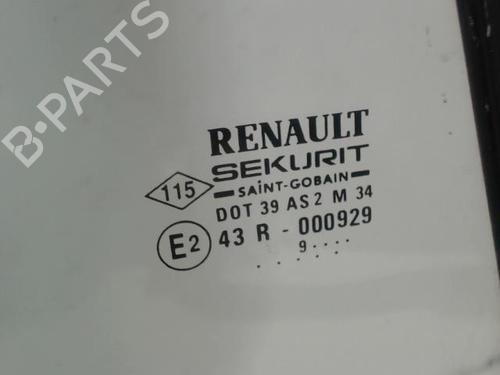 B-PARTS
RENAULT
SEKURIT
SAINT-GOBAIN
115
DOT 39 AS2 M 34
E2 43 R - 000929
9....
.....